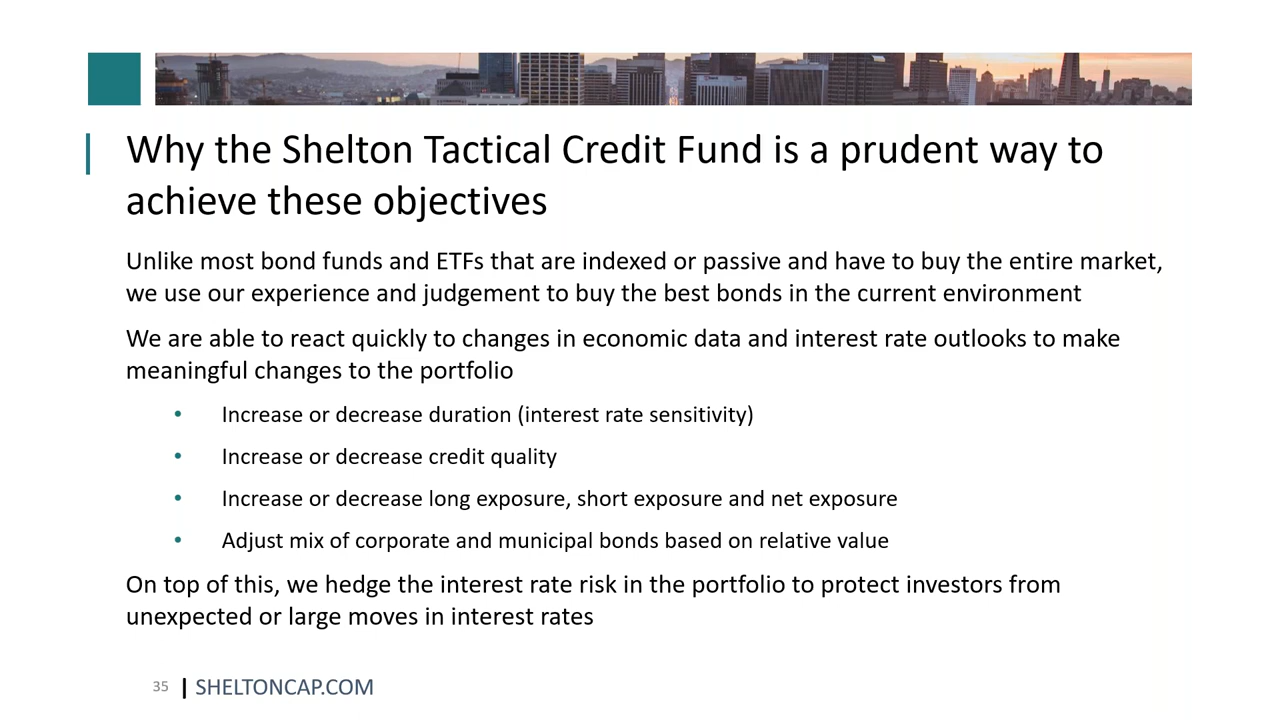 Why the Shelton Tactical Credit Fund is a prudent way to
achieve these objectives
Unlike most bond funds and ETFs that are indexed or passive and have to buy the entire market,
we use our experience and judgement to buy the best bonds in the current environment
We are able to react quickly to changes in economic data and interest rate outlooks to make
meaningful changes to the portfolio
• Increase or decrease duration (interest rate sensitivity)
• Increase or decrease credit quality
• Increase or decrease long exposure, short exposure and net exposure
• Adjust mix of corporate and municipal bonds based on relative value
On top of this, we hedge the interest rate risk in the portfolio to protect investors from
unexpected or large moves in interest rates
35 | SHELTONCAP.COM